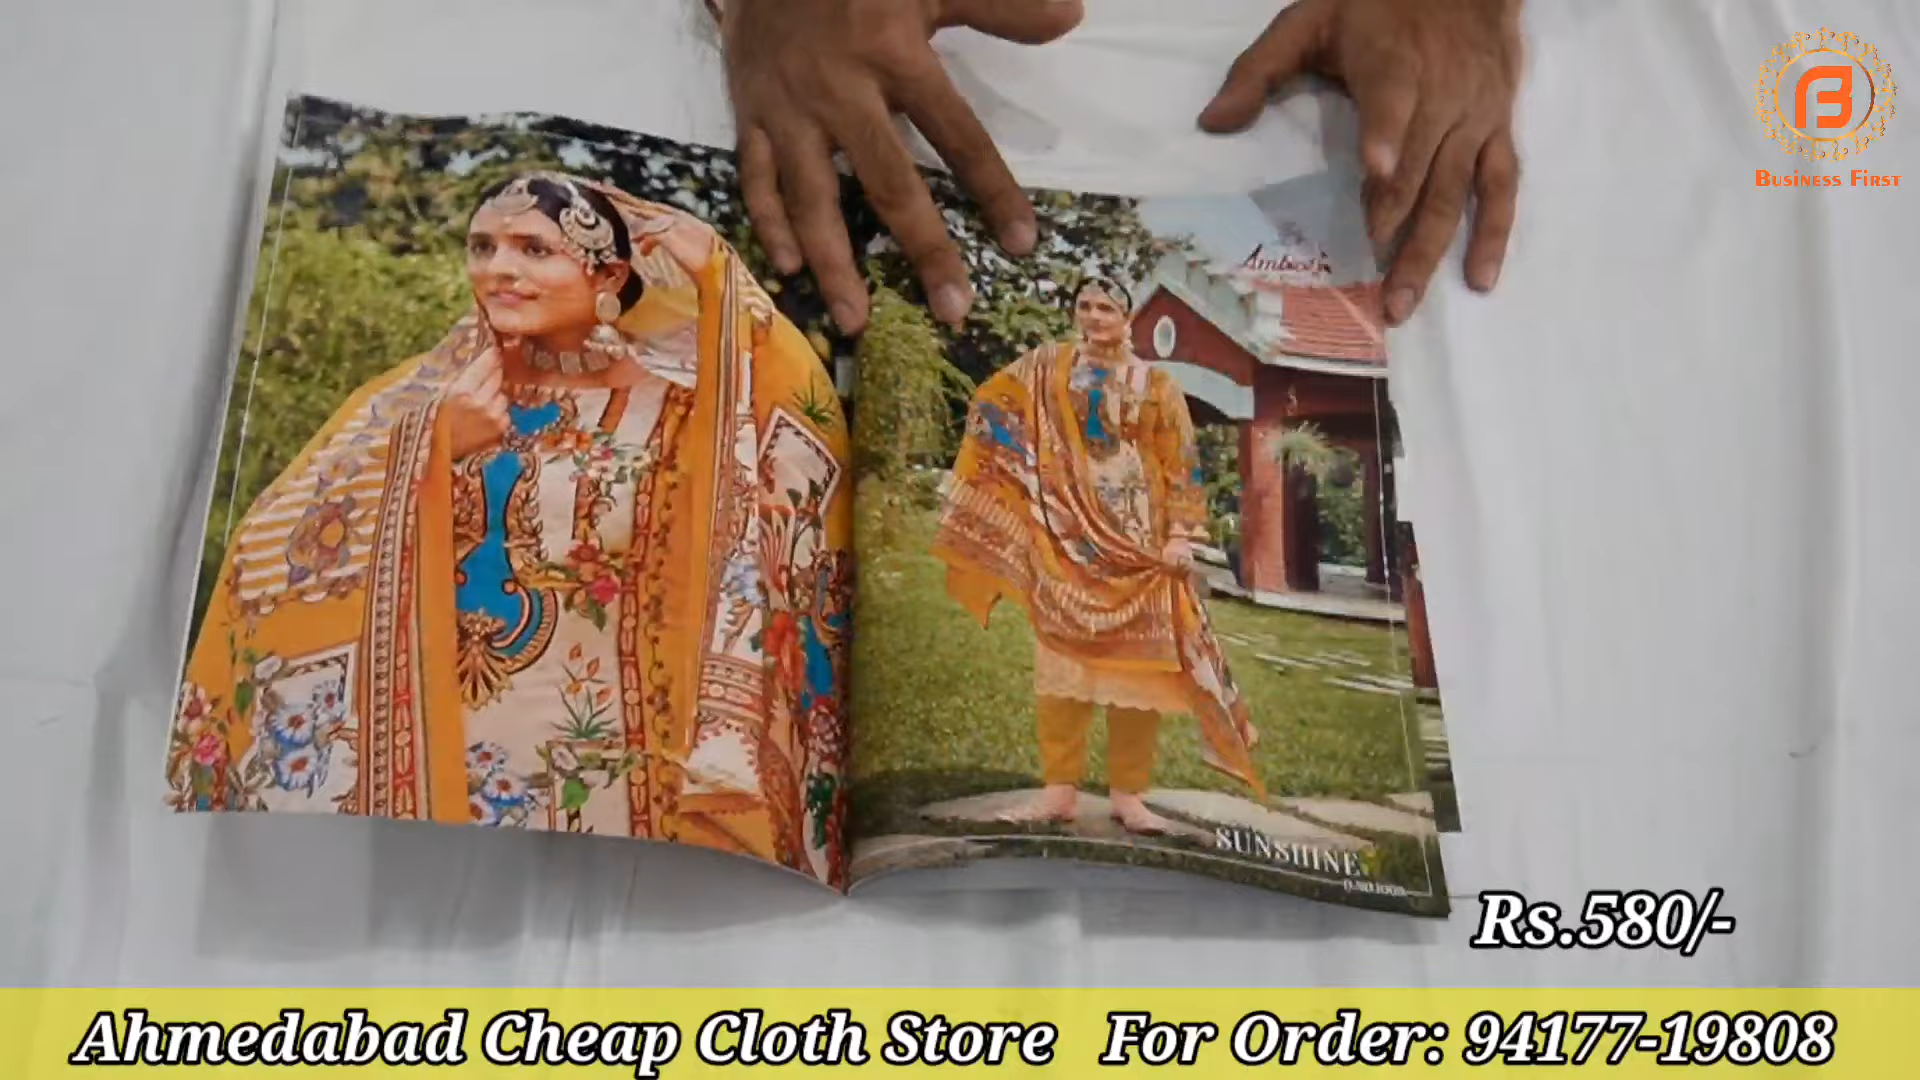 BUSINESS FIRST
SUNSHINE
Rs.580/-
Ahmedabad Cheap Cloth Store For Order: 94177-19808